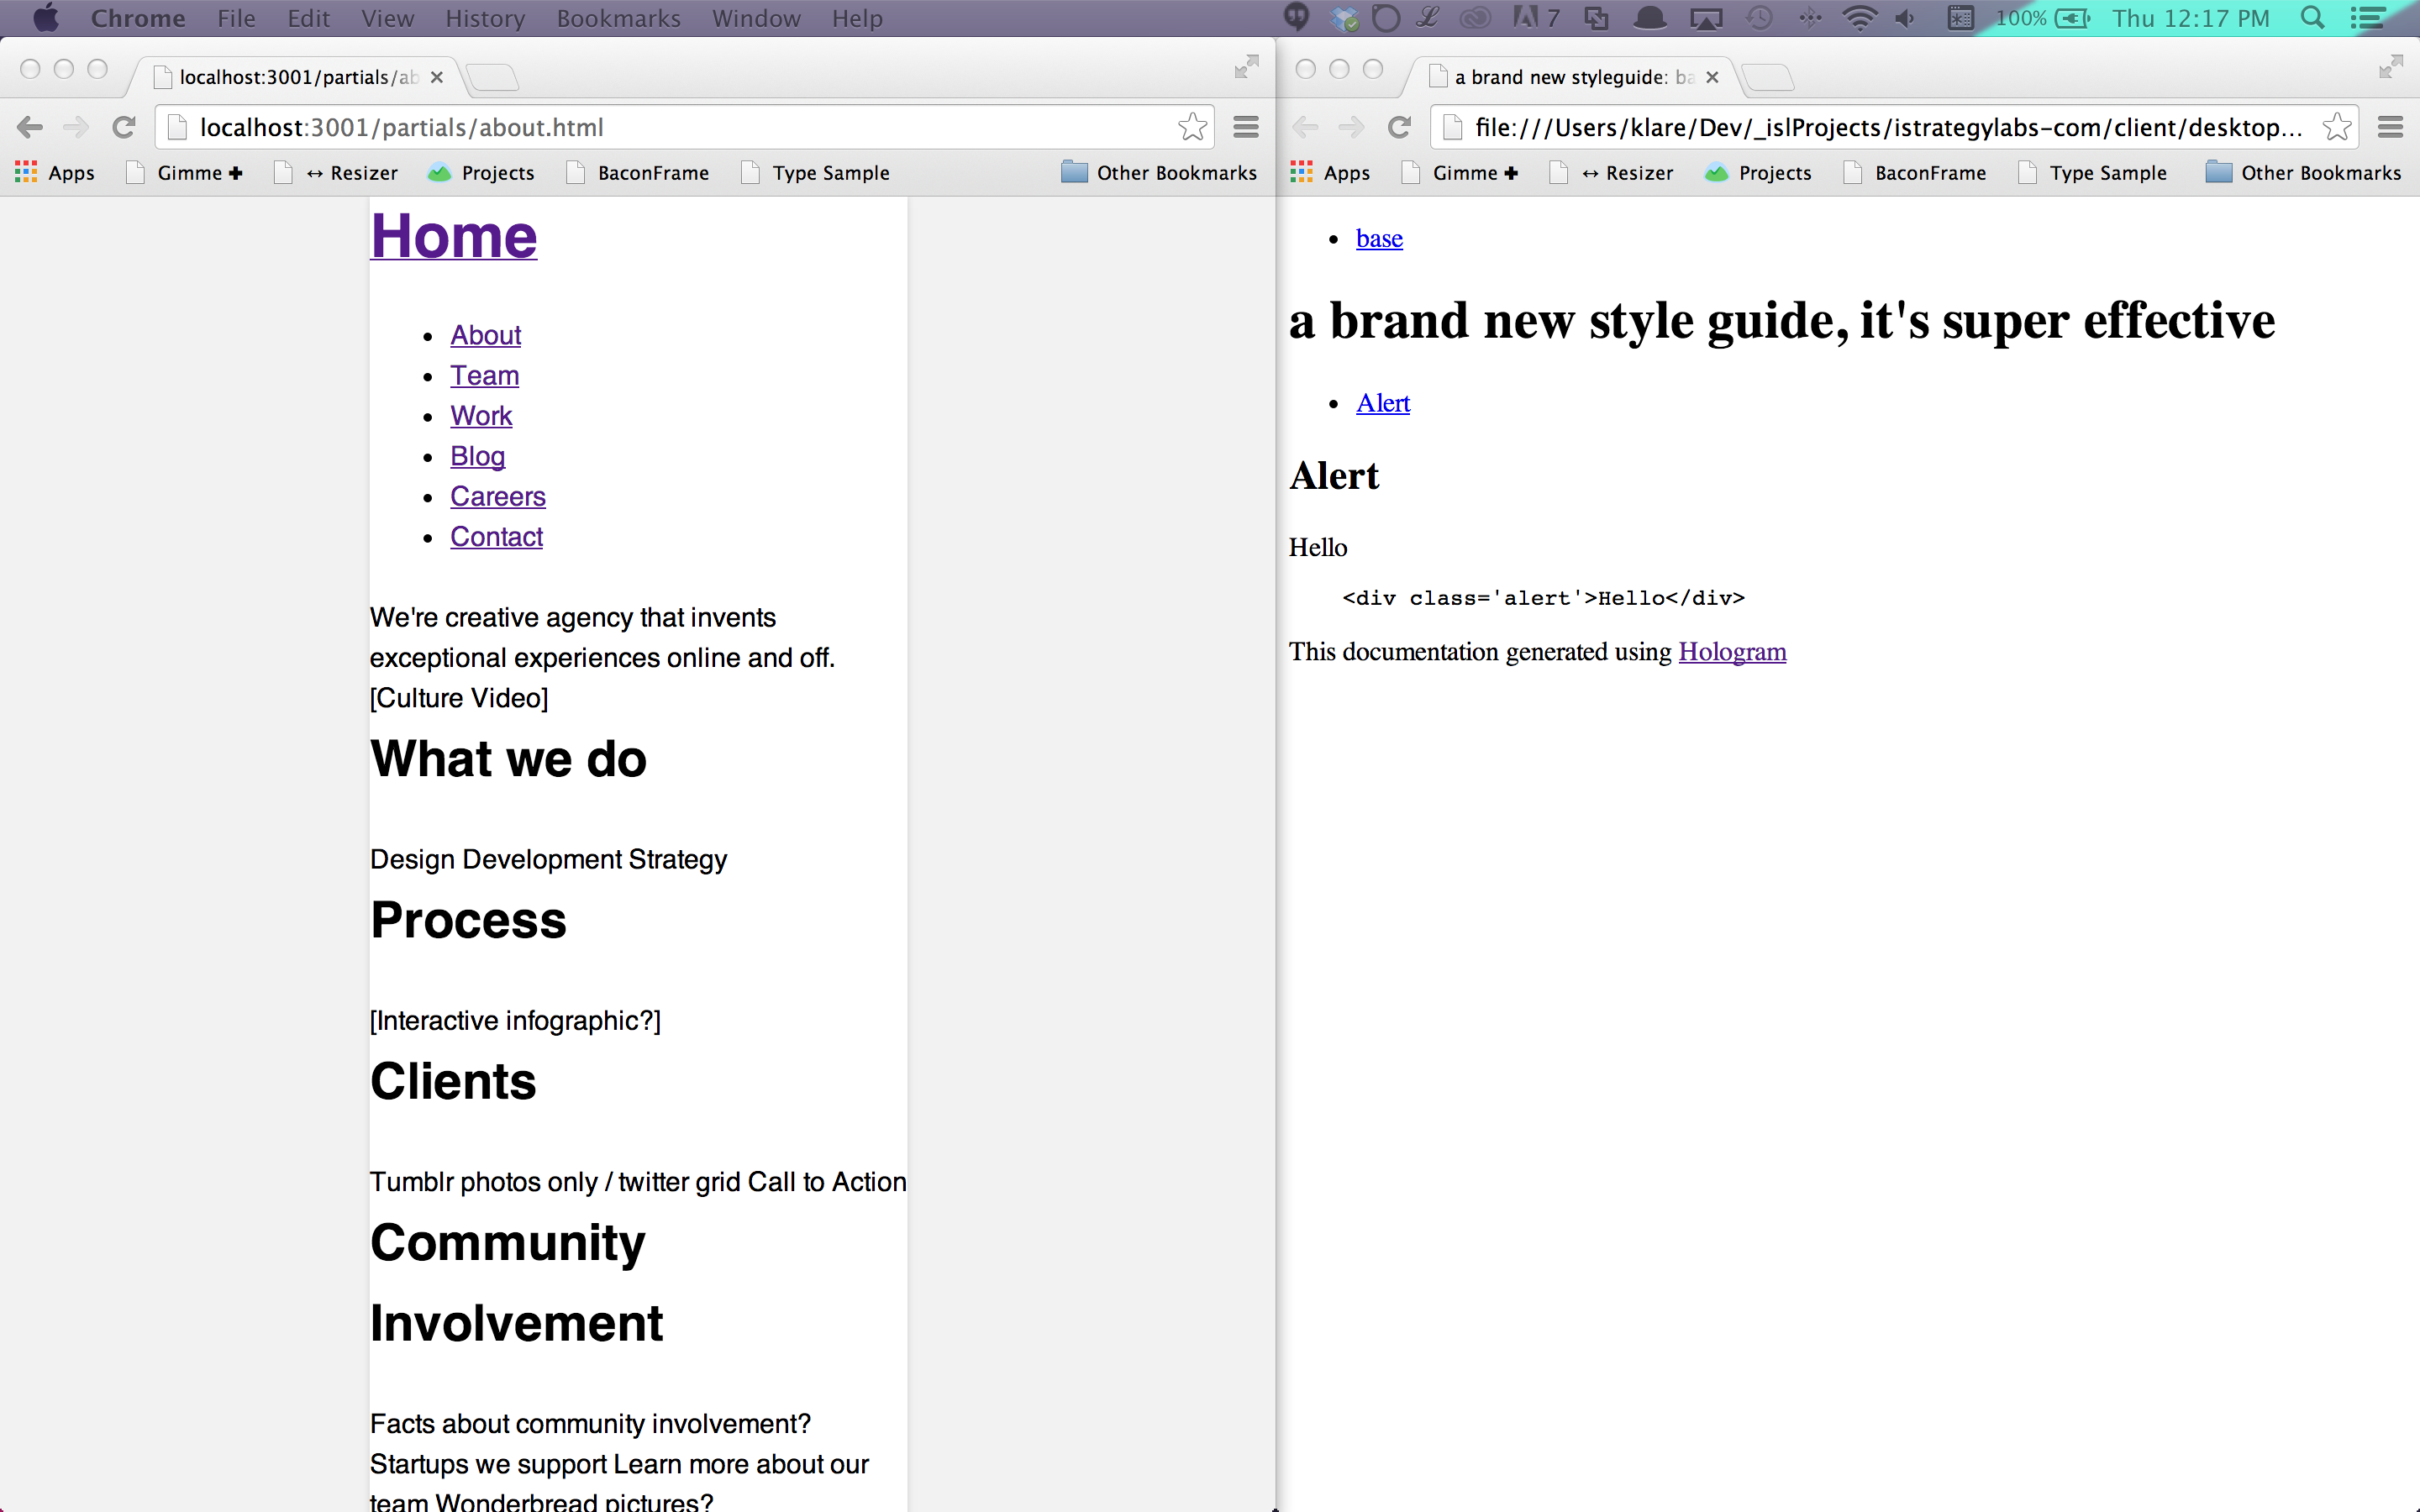 Chrome File Edit View History Bookmarks Window Help
7 100% Thu 12:17 PM
localhost:3001/partials/ab
localhost:3001/partials/about.html
Apps Gimme ✚ ↔ Resizer Projects BaconFrame Type Sample Other Bookmarks
Home
About
Team
Work
Blog
Careers
Contact
We're creative agency that invents
exceptional experiences online and off.
[Culture Video]
What we do
Design Development Strategy
Process
[Interactive infographic?]
Clients
Tumblr photos only / twitter grid Call to Action
Community
Involvement
Facts about community involvement?
Startups we support Learn more about our
team Wonderbread pictures?
a brand new styleguide: ba
file:///Users/klare/Dev/_islProjects/istrategylabs-com/client/desktop...
Apps Gimme ✚ ↔ Resizer Projects BaconFrame Type Sample Other Bookmarks
base
a brand new style guide, it's super effective
Alert
Alert
Hello
<div class='alert'>Hello</div>
This documentation generated using Hologram